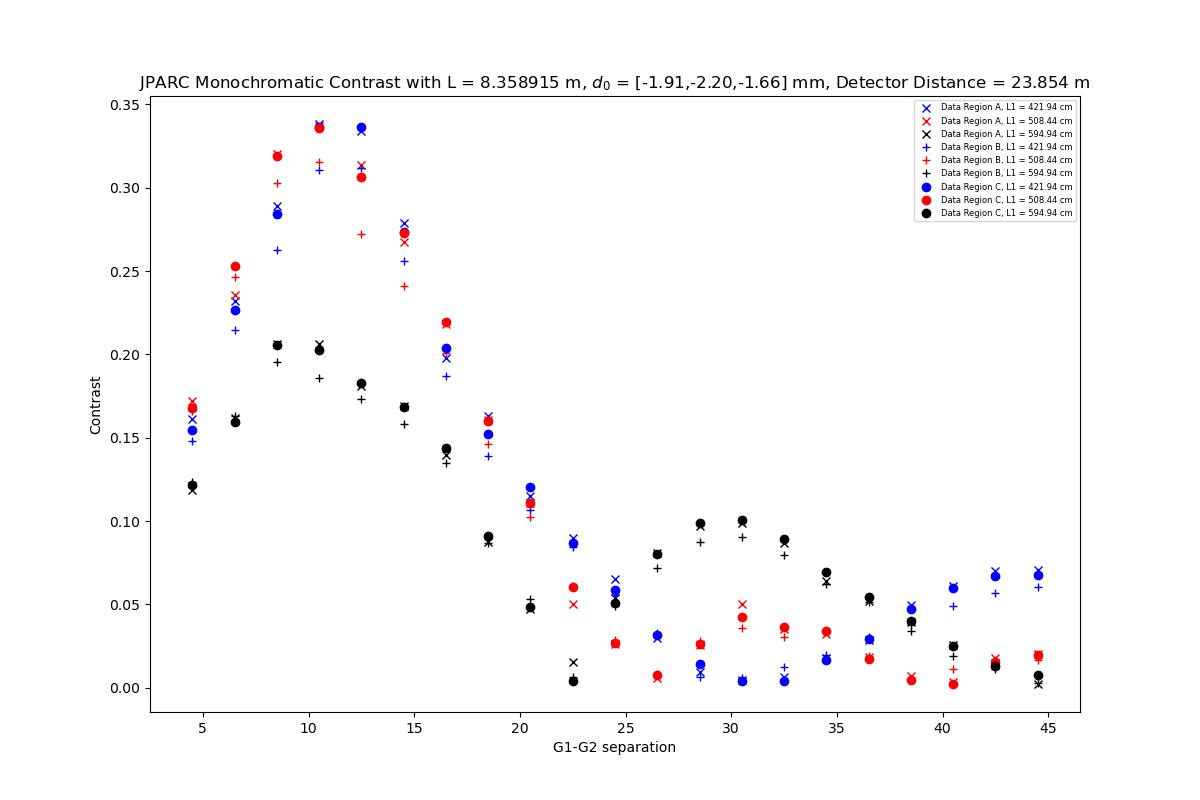 JPARC Monochromatic Contrast with L = 8.358915 m, d₀ = [-1.91,-2.20,-1.66] mm, Detector Distance = 23.854 m
Data Region A, L1 = 421.94 cm
Data Region A, L1 = 508.44 cm
Data Region A, L1 = 594.94 cm
Data Region B, L1 = 421.94 cm
Data Region B, L1 = 508.44 cm
Data Region B, L1 = 594.94 cm
Data Region C, L1 = 421.94 cm
Data Region C, L1 = 508.44 cm
Data Region C, L1 = 594.94 cm
Contrast
0.35
0.30
0.25
0.20
0.15
0.10
0.05
0.00
5 10 15 20 25 30 35 40 45
G1-G2 separation